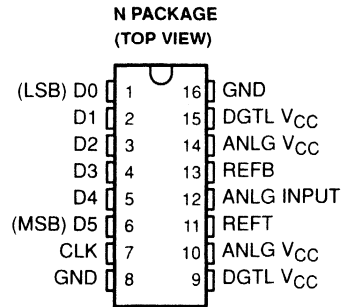 N PACKAGE
(TOP VIEW)
(LSB) D0 1 16 GND
D1 2 15 DGTL VCC
D2 3 14 ANLG VCC
D3 4 13 REFB
D4 5 12 ANLG INPUT
(MSB) D5 6 11 REFT
CLK 7 10 ANLG VCC
GND 8 9 DGTL VCC